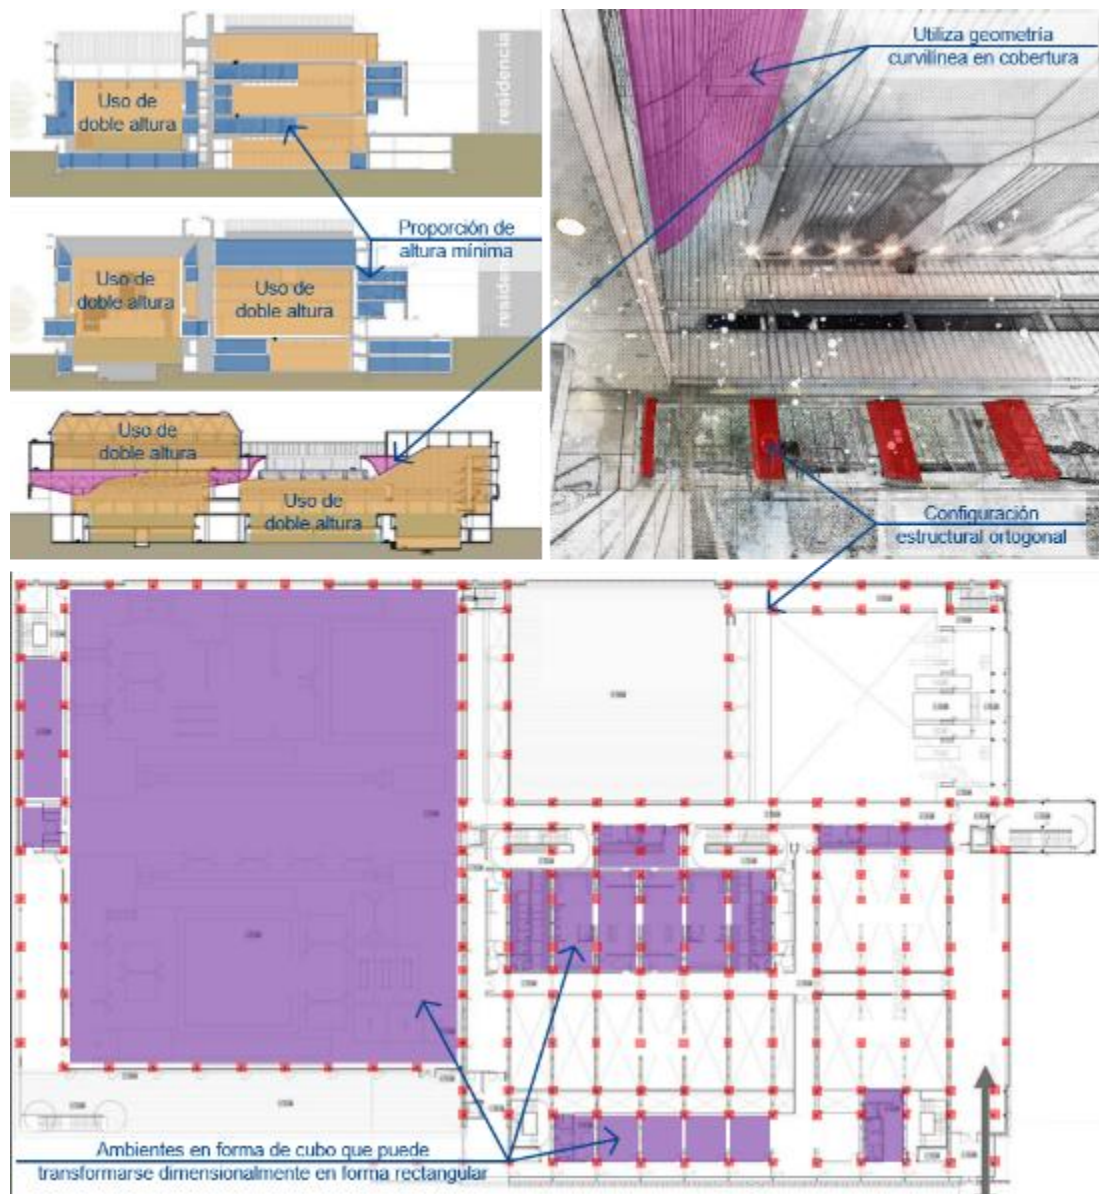 Uso de
doble altura
residencia
Utiliza geometría
curvilínea en cobertura
Proporción de
altura mínima
Uso de
doble altura
Uso de
doble altura
residencia
Uso de
doble altura
Uso de
doble altura
Configuración
estructural ortogonal
Ambientes en forma de cubo que puede
transformarse dimensionalmente en forma rectangular